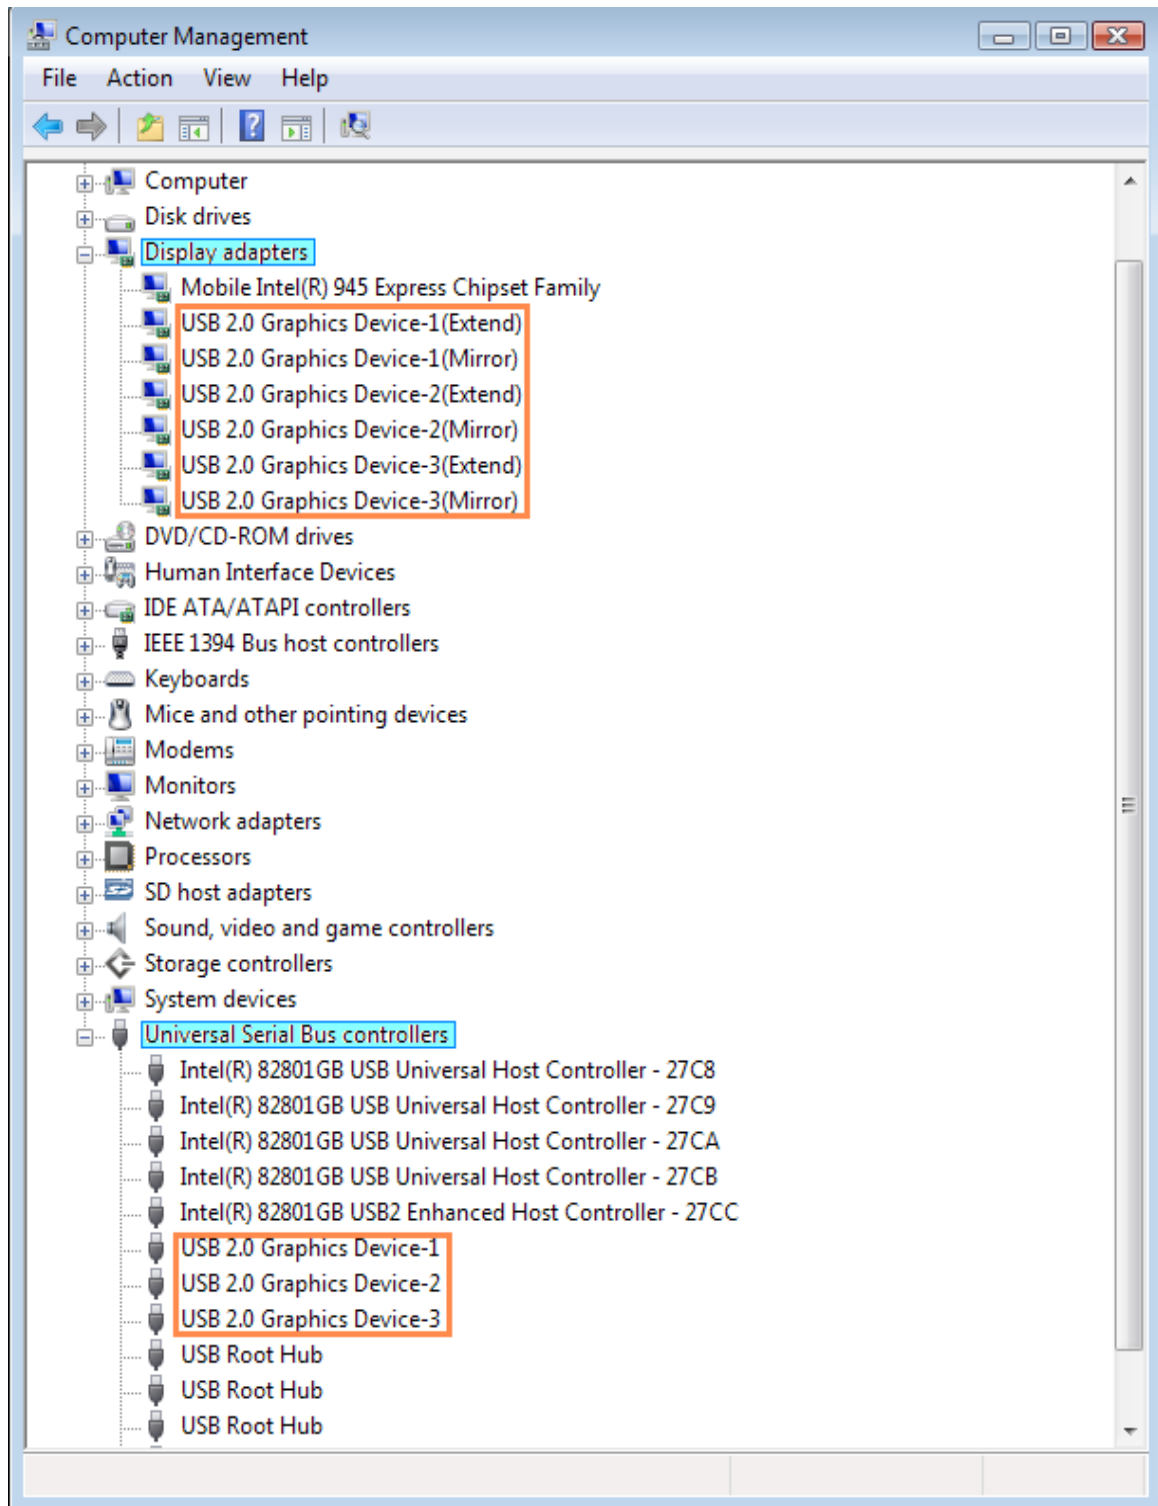 Computer Management
File Action View Help
Computer
Disk drives
Display adapters
Mobile Intel(R) 945 Express Chipset Family
USB 2.0 Graphics Device-1(Extend)
USB 2.0 Graphics Device-1(Mirror)
USB 2.0 Graphics Device-2(Extend)
USB 2.0 Graphics Device-2(Mirror)
USB 2.0 Graphics Device-3(Extend)
USB 2.0 Graphics Device-3(Mirror)
DVD/CD-ROM drives
Human Interface Devices
IDE ATA/ATAPI controllers
IEEE 1394 Bus host controllers
Keyboards
Mice and other pointing devices
Modems
Monitors
Network adapters
Processors
SD host adapters
Sound, video and game controllers
Storage controllers
System devices
Universal Serial Bus controllers
Intel(R) 82801GB USB Universal Host Controller - 27C8
Intel(R) 82801GB USB Universal Host Controller - 27C9
Intel(R) 82801GB USB Universal Host Controller - 27CA
Intel(R) 82801GB USB Universal Host Controller - 27CB
Intel(R) 82801GB USB2 Enhanced Host Controller - 27CC
USB 2.0 Graphics Device-1
USB 2.0 Graphics Device-2
USB 2.0 Graphics Device-3
USB Root Hub
USB Root Hub
USB Root Hub